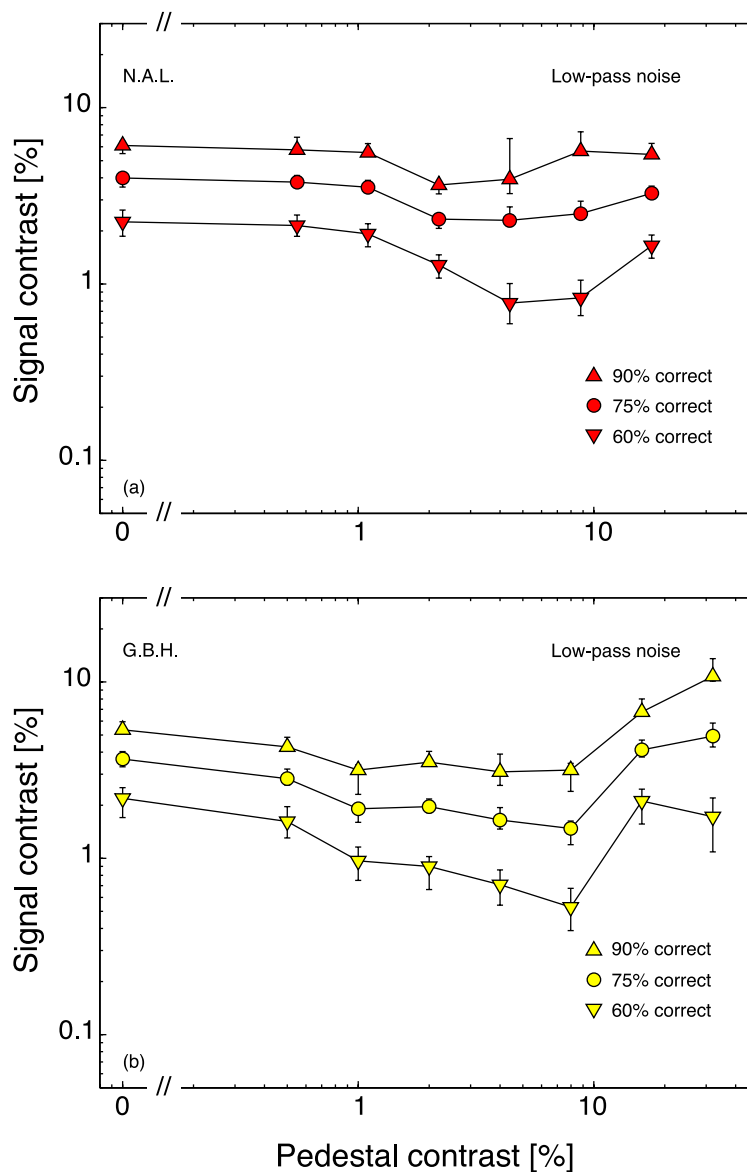 //
N.A.L. Low-pass noise
10
1
0.1
Signal contrast [%]
90% correct
75% correct
60% correct
(a)
//
0 1 10
//
G.B.H. Low-pass noise
10
1
0.1
Signal contrast [%]
90% correct
75% correct
60% correct
(b)
//
0 1 10
Pedestal contrast [%]